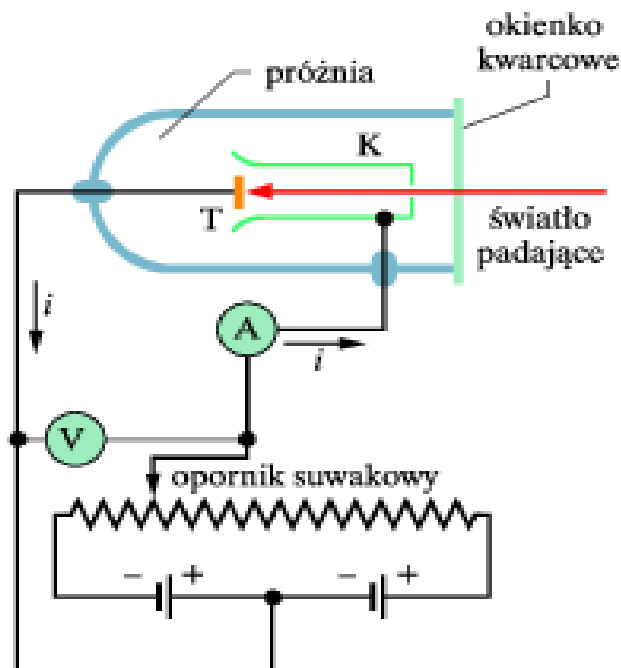 okienko
kwarcowe
próżnia
K
T
światło
padające
i
A
i
V
opornik suwakowy
− + − +